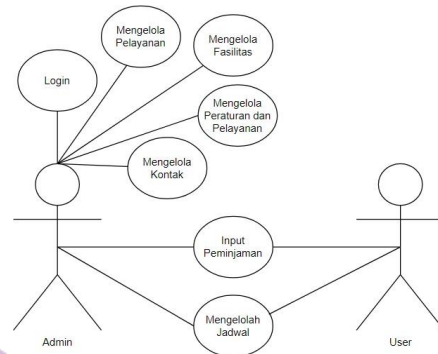 Mengelola
Pelayanan
Mengelola
Fasilitas
Login
Mengelola
Peraturan dan
Pelayanan
Mengelola
Kontak
Input
Peminjaman
Mengelolah
Jadwal
Admin
User